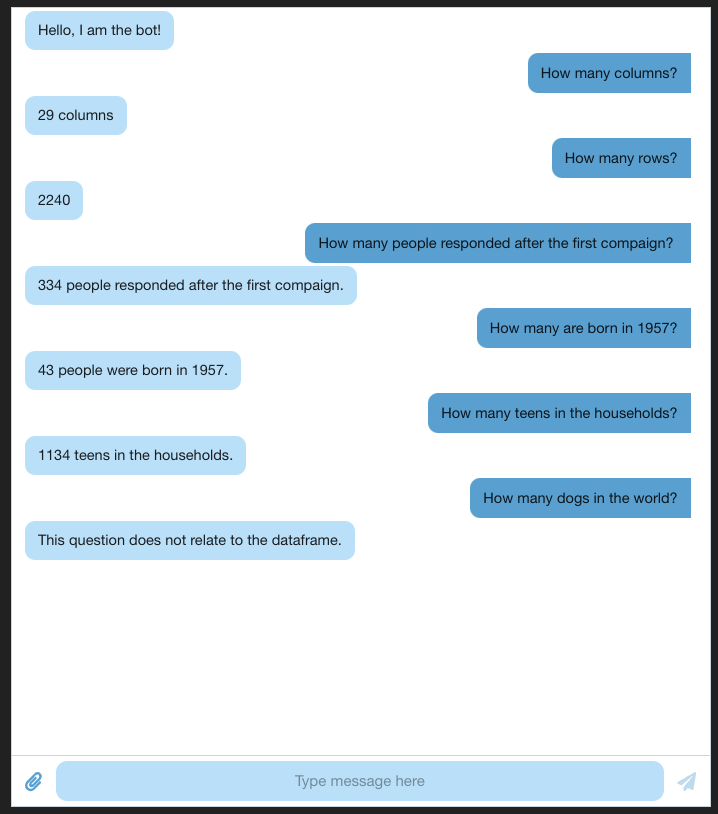 Hello, I am the bot!
How many columns?
29 columns
How many rows?
2240
How many people responded after the first compaign?
334 people responded after the first compaign.
How many are born in 1957?
43 people were born in 1957.
How many teens in the households?
1134 teens in the households.
How many dogs in the world?
This question does not relate to the dataframe.
Type message here